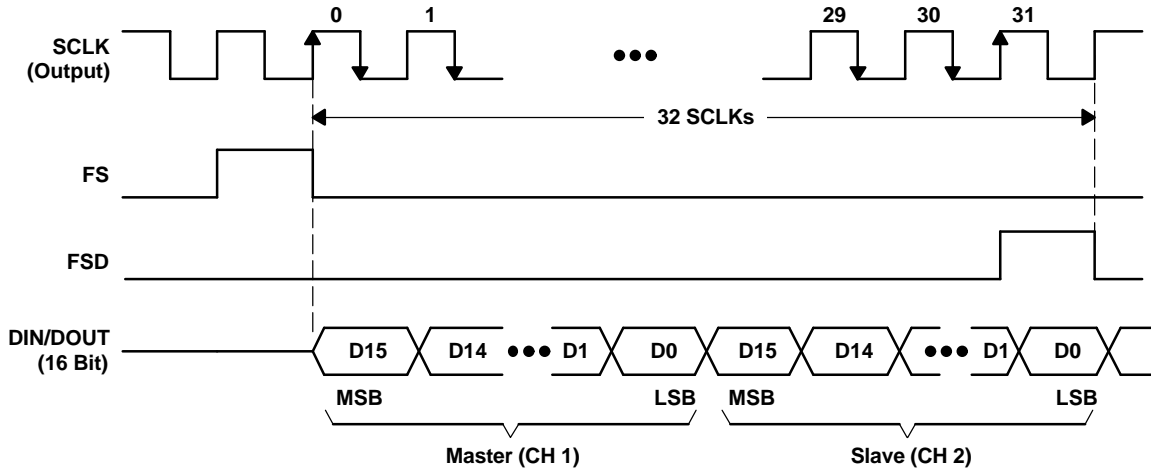 0 1 29 30 31
SCLK
(Output)
32 SCLKs
FS
FSD
DIN/DOUT
(16 Bit)
D15 D14 D1 D0 D15 D14 D1 D0
MSB LSB MSB LSB
Master (CH 1) Slave (CH 2)